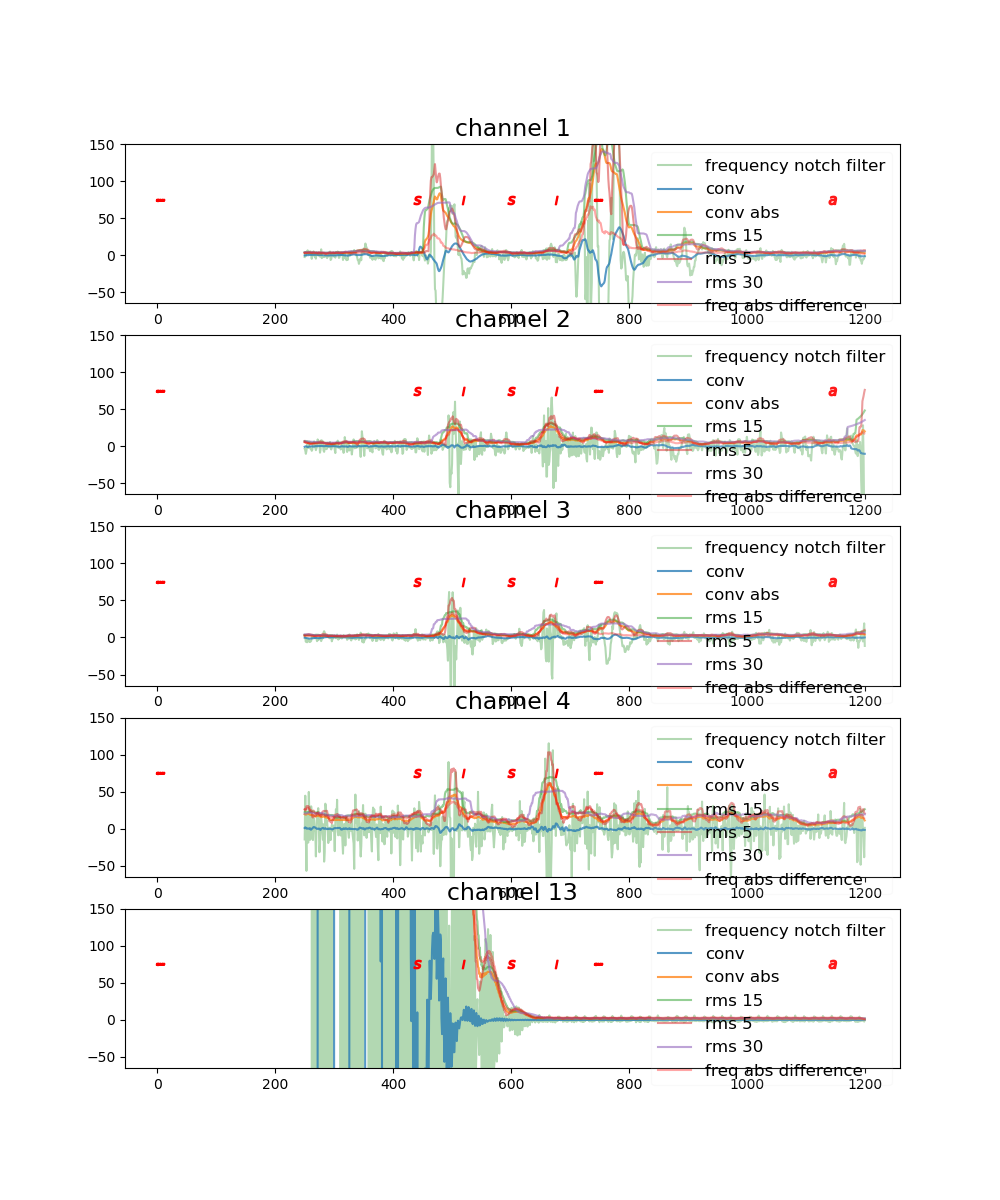 channel 1
150
100
50
0
−50
– s ı s ı – a
frequency notch filter
conv
conv abs
rms 15
rms 5
rms 30
freq abs difference
0 200 400 600 800 1000 1200
channel 2
150
100
50
0
−50
– s ı s ı – a
frequency notch filter
conv
conv abs
rms 15
rms 5
rms 30
freq abs difference
0 200 400 600 800 1000 1200
channel 3
150
100
50
0
−50
– s ı s ı – a
frequency notch filter
conv
conv abs
rms 15
rms 5
rms 30
freq abs difference
0 200 400 600 800 1000 1200
channel 4
150
100
50
0
−50
– s ı s ı – a
frequency notch filter
conv
conv abs
rms 15
rms 5
rms 30
freq abs difference
0 200 400 600 800 1000 1200
channel 13
150
100
50
0
−50
– s ı s ı – a
frequency notch filter
conv
conv abs
rms 15
rms 5
rms 30
freq abs difference
0 200 400 600 800 1000 1200